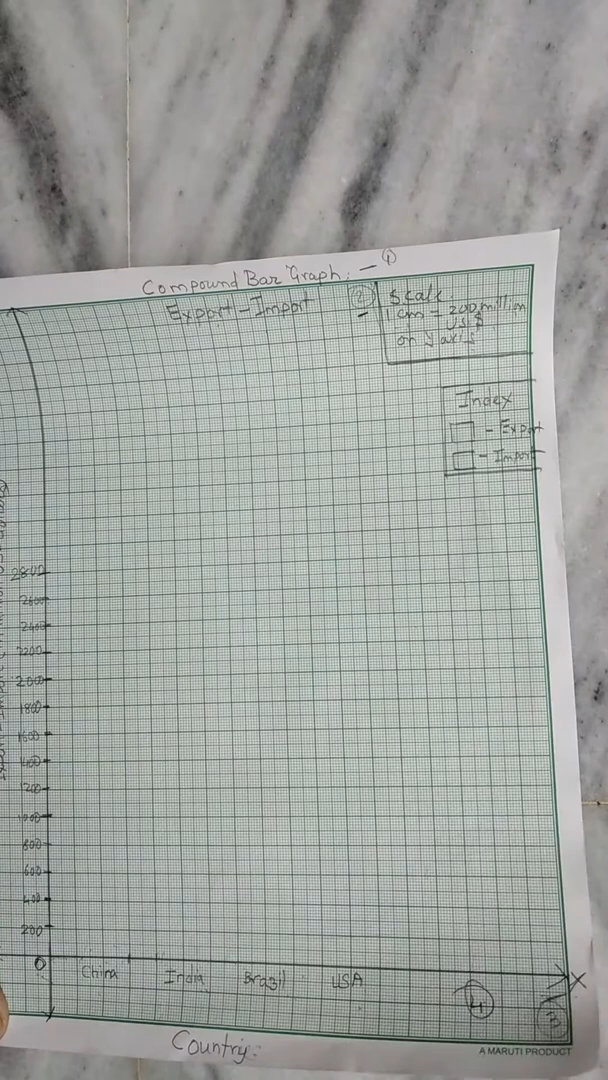 Compound Bar Graph :- ①
Export - Import
②
Scale
1 cm = 200 million
US $
on y axis
Index
- Export
- Import
2800
2600
2400
2200
2000
1800
1600
1400
1200
1000
800
600
400
200
0
China India Brazil USA
X
④
③
Country:
A MARUTI PRODUCT